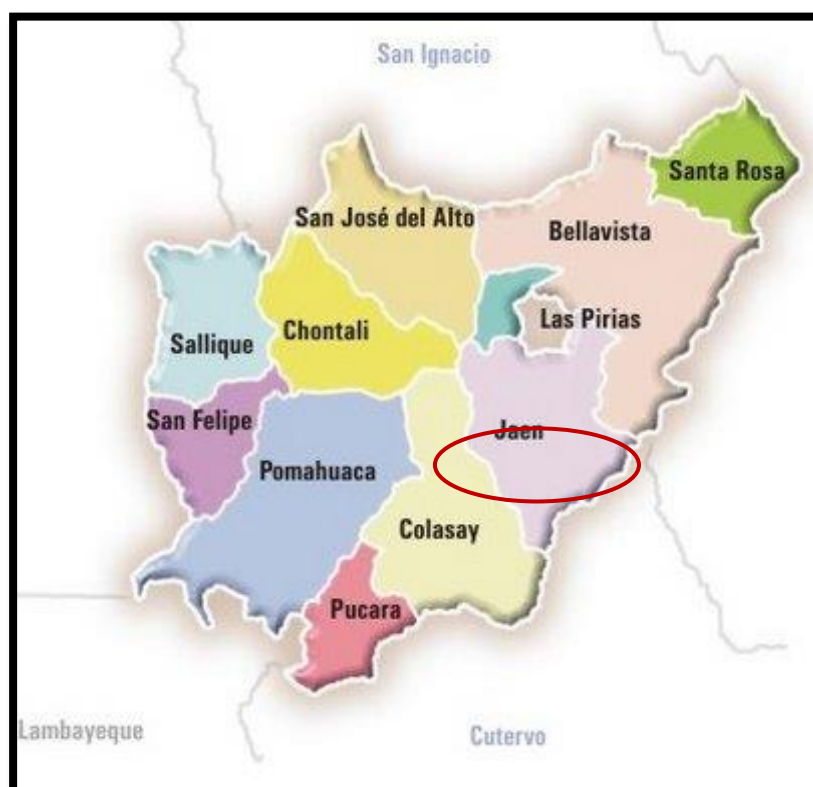 San Ignacio
Santa Rosa
San José del Alto
Bellavista
Las Pirias
Chontali
Sallique
San Felipe
Jaen
Pomahuaca
Colasay
Pucara
Lambayeque
Cutervo